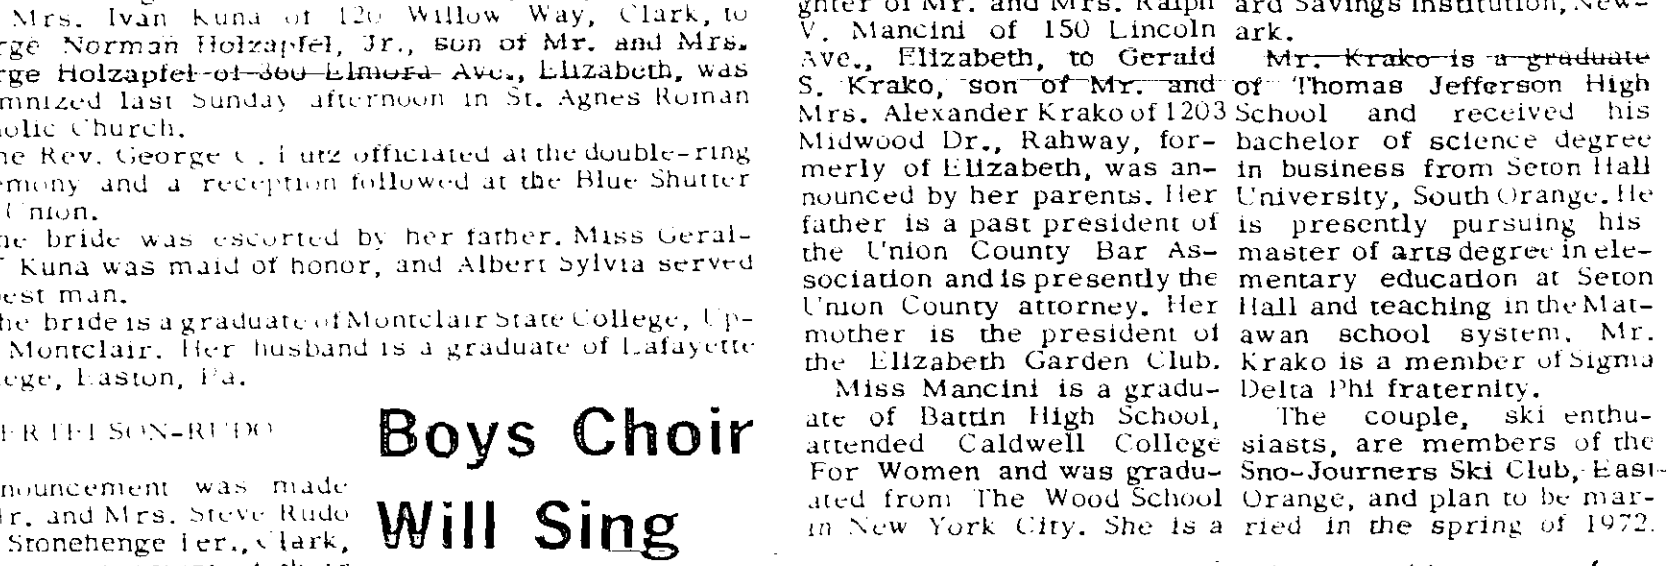 Mrs. Ivan Kuna of 120 Willow Way, Clark, to
rge Norman Holzapfel, Jr., son of Mr. and Mrs.
rge Holzapfel of 360 Elmora Ave., Elizabeth, was
mnized last Sunday afternoon in St. Agnes Roman
olic Church.
he Rev. George C. Lutz officiated at the double-ring
emony and a reception followed at the Blue Shutter
Union.
he bride was escorted by her father. Miss Geral-
Kuna was maid of honor, and Albert Sylvia served
est man.
he bride is a graduate of Montclair State College, Up-
Montclair. Her husband is a graduate of Lafayette
ege, Easton, Pa.
ERTELSON-RUDO
nouncement was made
Ir. and Mrs. Steve Rudo
Stonehenge Ter., Clark,
Boys Choir
Will Sing
ghter of Mr. and Mrs. Ralph
V. Mancini of 150 Lincoln
Ave., Elizabeth, to Gerald
S. Krako, son of Mr. and
Mrs. Alexander Krako of 1203
Midwood Dr., Rahway, for-
merly of Elizabeth, was an-
nounced by her parents. Her
father is a past president of
the Union County Bar As-
sociation and is presently the
Union County attorney. Her
mother is the president of
the Elizabeth Garden Club.
Miss Mancini is a gradu-
ate of Battin High School,
attended Caldwell College
For Women and was gradu-
ated from The Wood School
in New York City. She is a
ard Savings Institution, New-
ark.
Mr. Krako is a graduate
of Thomas Jefferson High
School and received his
bachelor of science degree
in business from Seton Hall
University, South Orange. He
is presently pursuing his
master of arts degree in ele-
mentary education at Seton
Hall and teaching in the Mat-
awan school system. Mr.
Krako is a member of Sigma
Delta Phi fraternity.
The couple, ski enthu-
siasts, are members of the
Sno-Journers Ski Club, East
Orange, and plan to be mar-
ried in the spring of 1972.